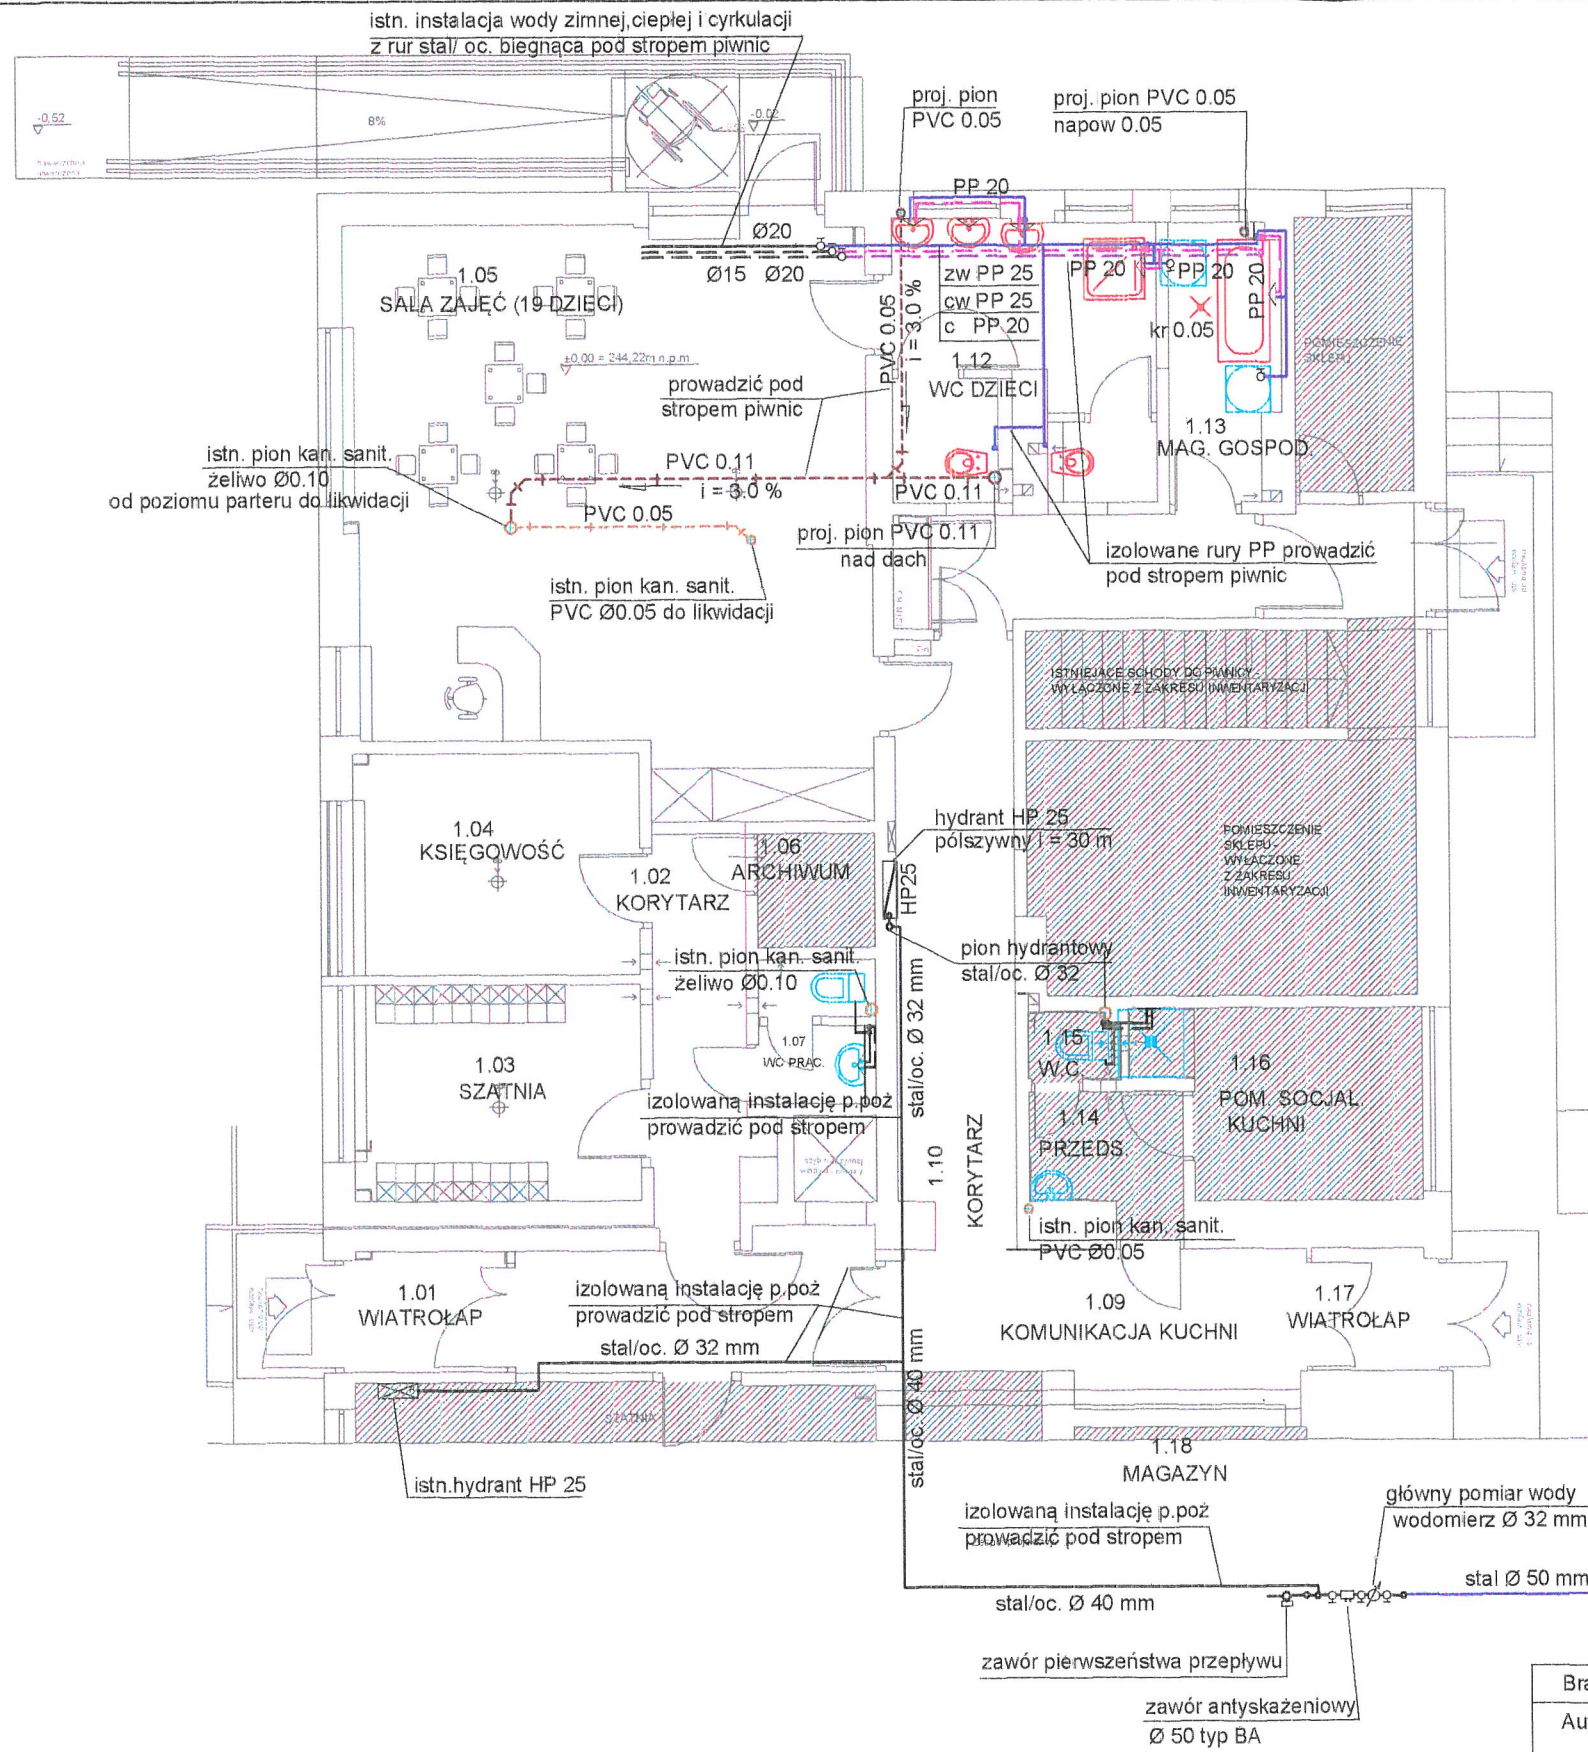 istn. instalacja wody zimnej,ciepłej i cyrkulacji
z rur stal/ oc. biegnąca pod stropem piwnic
proj. pion
PVC 0.05
proj. pion PVC 0.05
napow 0.05
-0,52
8%
-0.02
PP 20
Ø20
Ø15 Ø20
zw PP 25
cw PP 25
c PP 20
PP 20
PP 20
PP 20
kr 0.05
PVC 0.05
i = 3.0 %
1.05
SALA ZAJĘĆ (19 DZIECI)
±0,00 = 244,22m n.p.m
POMIESZCZENIE
SKLEPU
1.12
WC DZIECI
prowadzić pod
stropem piwnic
1.13
MAG. GOSPOD.
istn. pion kan. sanit.
żeliwo Ø0.10
od poziomu parteru do likwidacji
PVC 0.11
i = 3.0 %
PVC 0.11
PVC 0.05
proj. pion PVC 0.11
nad dach
izolowane rury PP prowadzić
pod stropem piwnic
istn. pion kan. sanit.
PVC Ø0.05 do likwidacji
ISTNIEJĄCE SCHODY DO PIWNICY -
WYŁĄCZONE Z ZAKRESU INWENTARYZACJI
hydrant HP 25
pólszywny l = 30 m
POMIESZCZENIE
SKLEPU -
WYŁĄCZONE
Z ZAKRESU
INWENTARYZACJI
1.04
KSIĘGOWOŚĆ
1.06
ARCHIWUM
1.02
KORYTARZ
HP25
istn. pion kan. sanit.
żeliwo Ø0.10
pion hydrantowy
stal/oc. Ø 32
stal/oc. Ø 32 mm
1.07
WC PRAC.
1.15
W.C.
1.16
POM. SOCJAL.
KUCHNI
1.03
SZATNIA
izolowaną instalację p.poż
prowadzić pod stropem
1.14
PRZEDS.
1.10
KORYTARZ
istn. pion kan. sanit.
PVC Ø0.05
1.01
WIATROŁAP
izolowaną instalację p.poż
prowadzić pod stropem
stal/oc. Ø 32 mm
1.09
KOMUNIKACJA KUCHNI
1.17
WIATROŁAP
stal/oc. Ø 40 mm
SZATNIA
istn.hydrant HP 25
1.18
MAGAZYN
izolowaną instalację p.poż
prowadzić pod stropem
główny pomiar wody
wodomierz Ø 32 mm
stal Ø 50 mm
stal/oc. Ø 40 mm
zawór pierwszeństwa przepływu
zawór antyskażeniowy
Ø 50 typ BA
Bra
Au